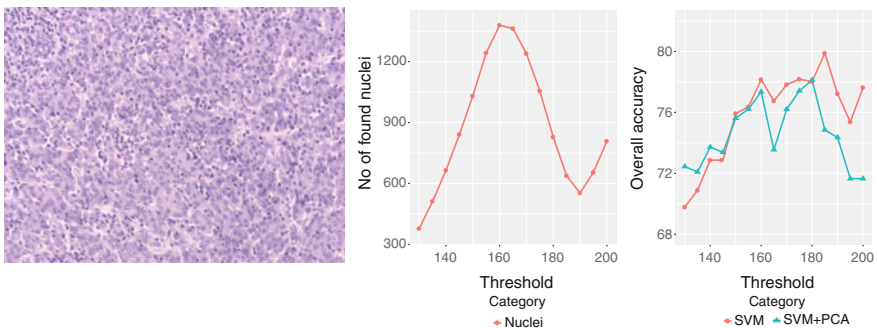 No of found nuclei
1200
900
600
300
140
160
180
200
Threshold
Category
Nuclei
Overall accuracy
80
76
72
68
140
160
180
200
Threshold
Category
SVM
SVM+PCA